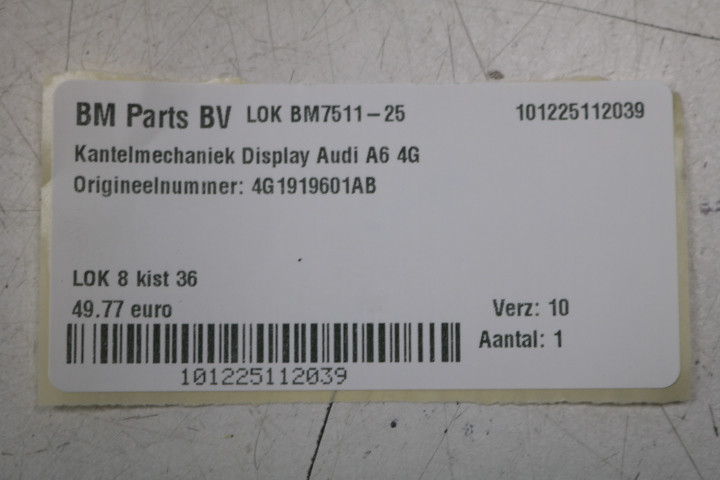 BM Parts BV LOK BM7511-25 101225112039
Kantelmechaniek Display Audi A6 4G
Origineelnummer: 4G1919601AB
LOK 8 kist 36
49.77 euro Verz: 10
Aantal: 1
101225112039